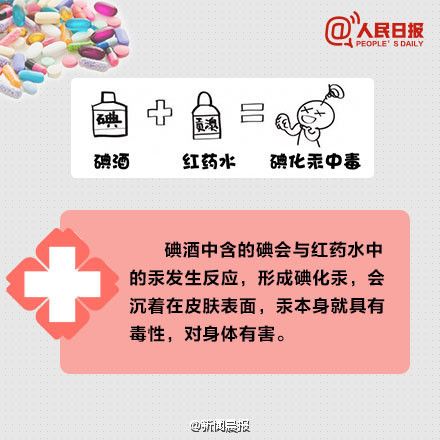 人民日报
PEOPLE'S DAILY
碘
碘酒
红药水
碘化汞中毒
碘酒中含的碘会与红药水中
的汞发生反应，形成碘化汞，会
沉着在皮肤表面，汞本身就具有
毒性，对身体有害。
@新闻晨报